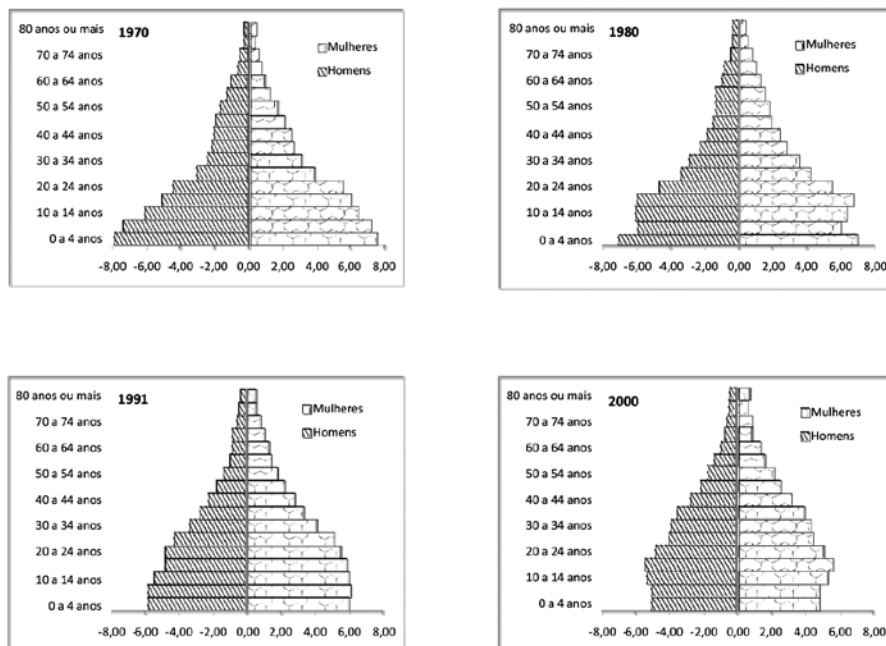 80 anos ou mais 1970
Mulheres
70 a 74 anos
Homens
60 a 64 anos
50 a 54 anos
40 a 44 anos
30 a 34 anos
20 a 24 anos
10 a 14 anos
0 a 4 anos
-8,00 -6,00 -4,00 -2,00 0,00 2,00 4,00 6,00 8,00
80 anos ou mais 1980
Mulheres
70 a 74 anos
Homens
60 a 64 anos
50 a 54 anos
40 a 44 anos
30 a 34 anos
20 a 24 anos
10 a 14 anos
0 a 4 anos
-8,00 -6,00 -4,00 -2,00 0,00 2,00 4,00 6,00 8,00
80 anos ou mais 1991
Mulheres
70 a 74 anos
Homens
60 a 64 anos
50 a 54 anos
40 a 44 anos
30 a 34 anos
20 a 24 anos
10 a 14 anos
0 a 4 anos
-8,00 -6,00 -4,00 -2,00 0,00 2,00 4,00 6,00 8,00
80 anos ou mais 2000
Mulheres
70 a 74 anos
Homens
60 a 64 anos
50 a 54 anos
40 a 44 anos
30 a 34 anos
20 a 24 anos
10 a 14 anos
0 a 4 anos
-8,00 -6,00 -4,00 -2,00 0,00 2,00 4,00 6,00 8,00